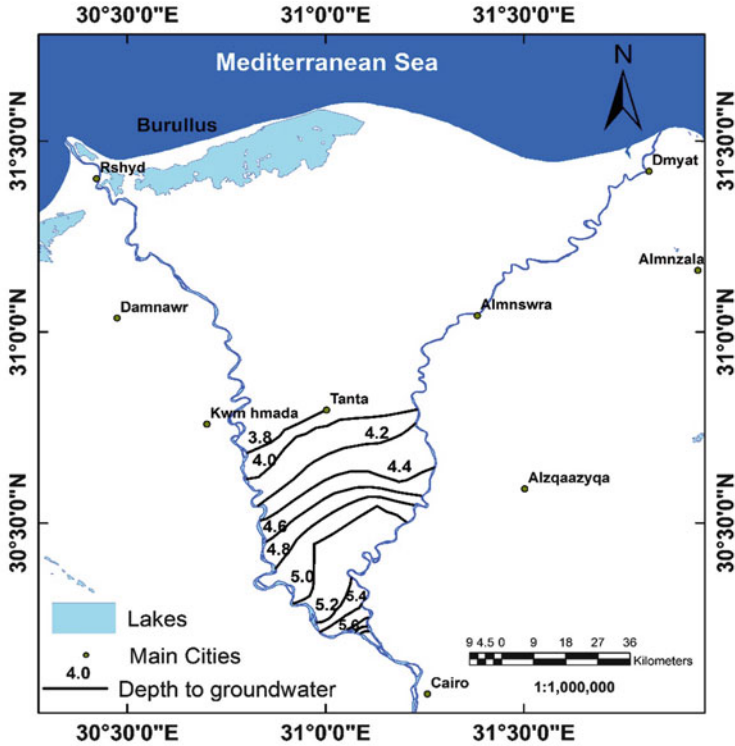 30°30'0"N 31°0'0"N 31°30'0"N
Mediterranean Sea
N
Burullus
31°30'0"N
31°30'0"N
Rshyd
Dmyat
Almnzala
Damnawr
Almnswra
31°0'0"N
31°0'0"N
Tanta
Kwm hmada
3.8
4.2
4.0
4.4
Alzqaazyqa
30°30'0"N
30°30'0"N
4.6
4.8
5.0
5.4
5.2
5.6
Lakes
Main Cities
9 4.5 0 9 18 27 36
Kilometers
4.0
Depth to groundwater
1:1,000,000
Cairo
30°30'0"N 31°0'0"N 31°30'0"N